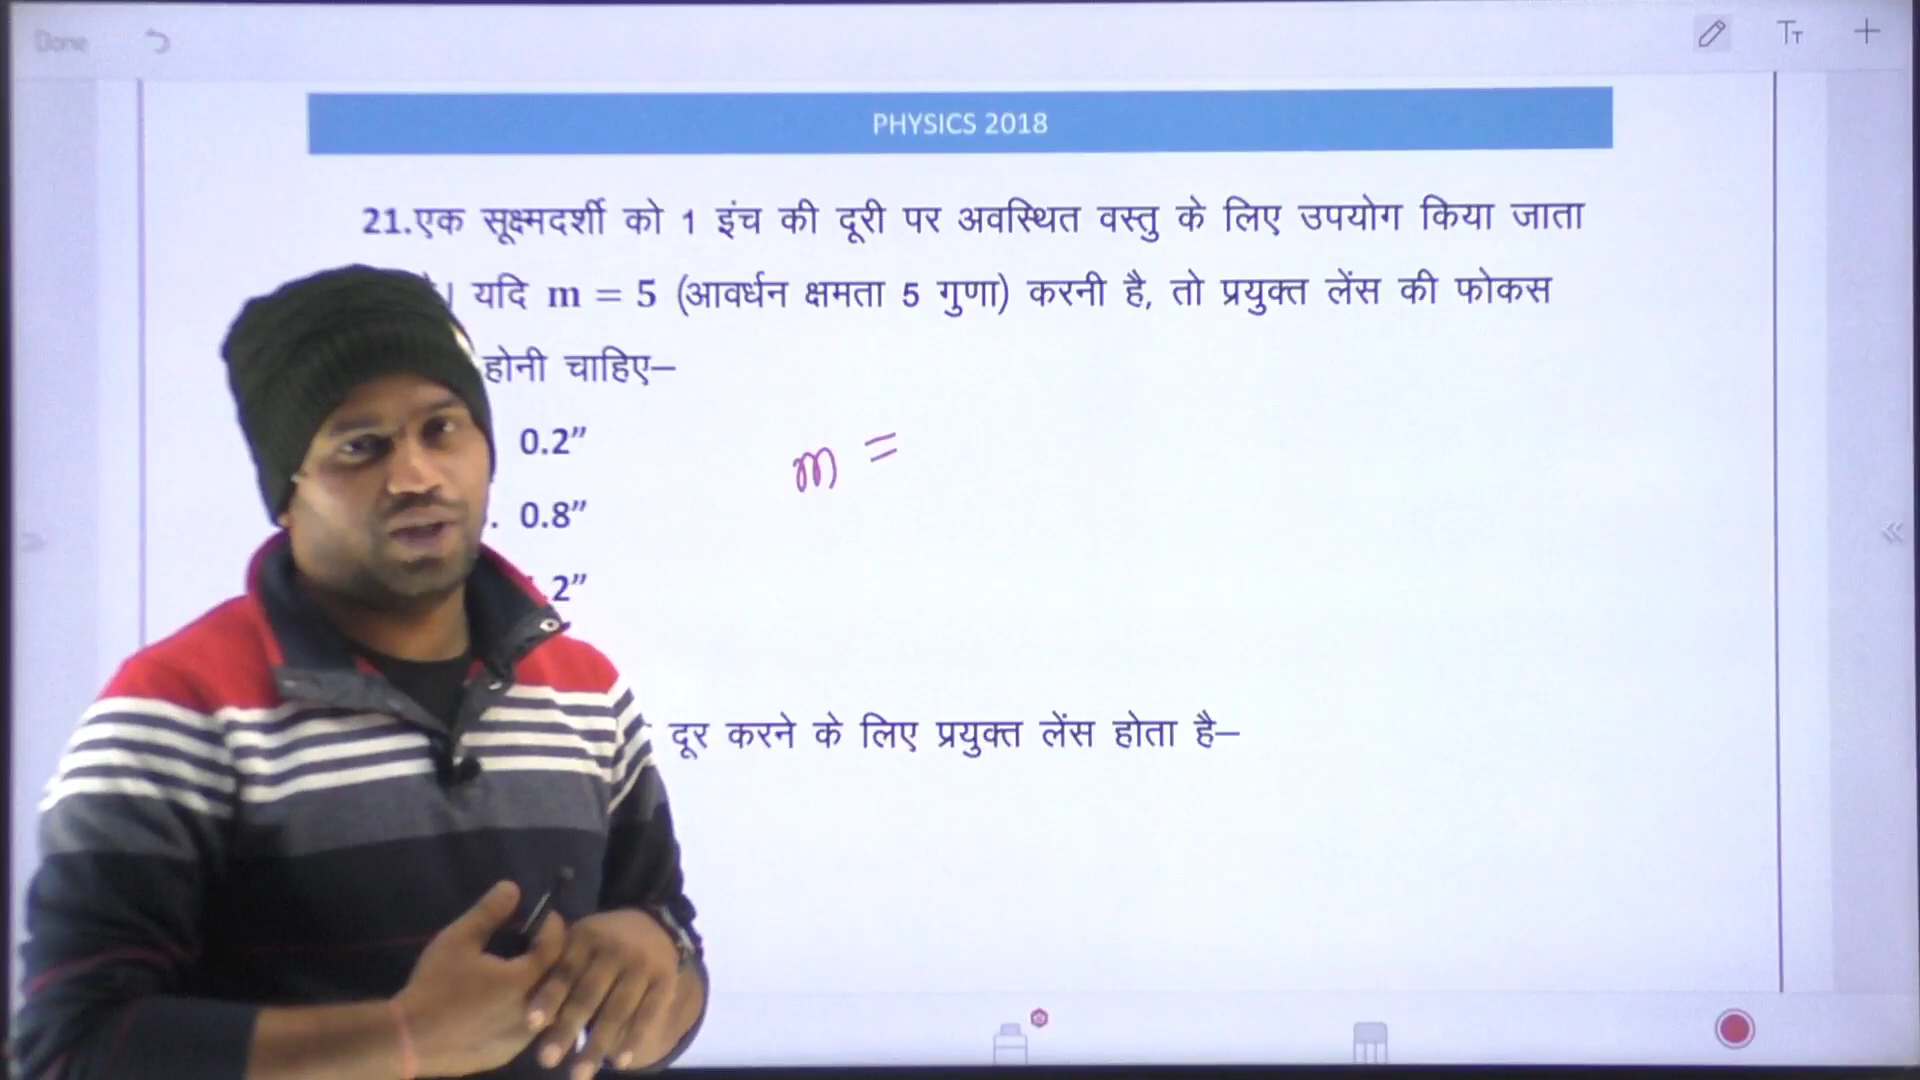 Done
Tт
PHYSICS 2018
21.एक सूक्ष्मदर्शी को 1 इंच की दूरी पर अवस्थित वस्तु के लिए उपयोग किया जाता
यदि m = 5 (आवर्धन क्षमता 5 गुणा) करनी है, तो प्रयुक्त लेंस की फोकस
होनी चाहिए–
0.2”
m =
. 0.8”
.2”
दूर करने के लिए प्रयुक्त लेंस होता है–